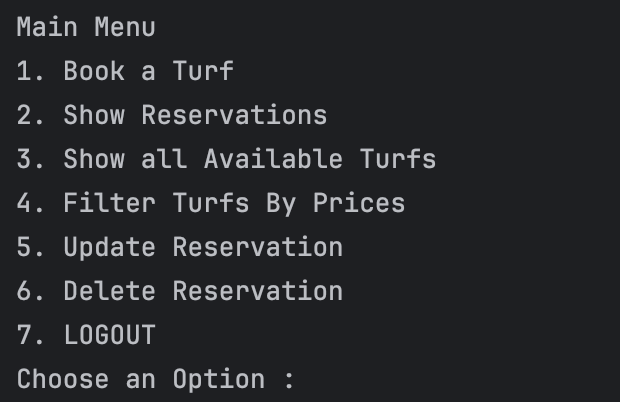 Main Menu
1. Book a Turf
2. Show Reservations
3. Show all Available Turfs
4. Filter Turfs By Prices
5. Update Reservation
6. Delete Reservation
7. LOGOUT
Choose an Option :